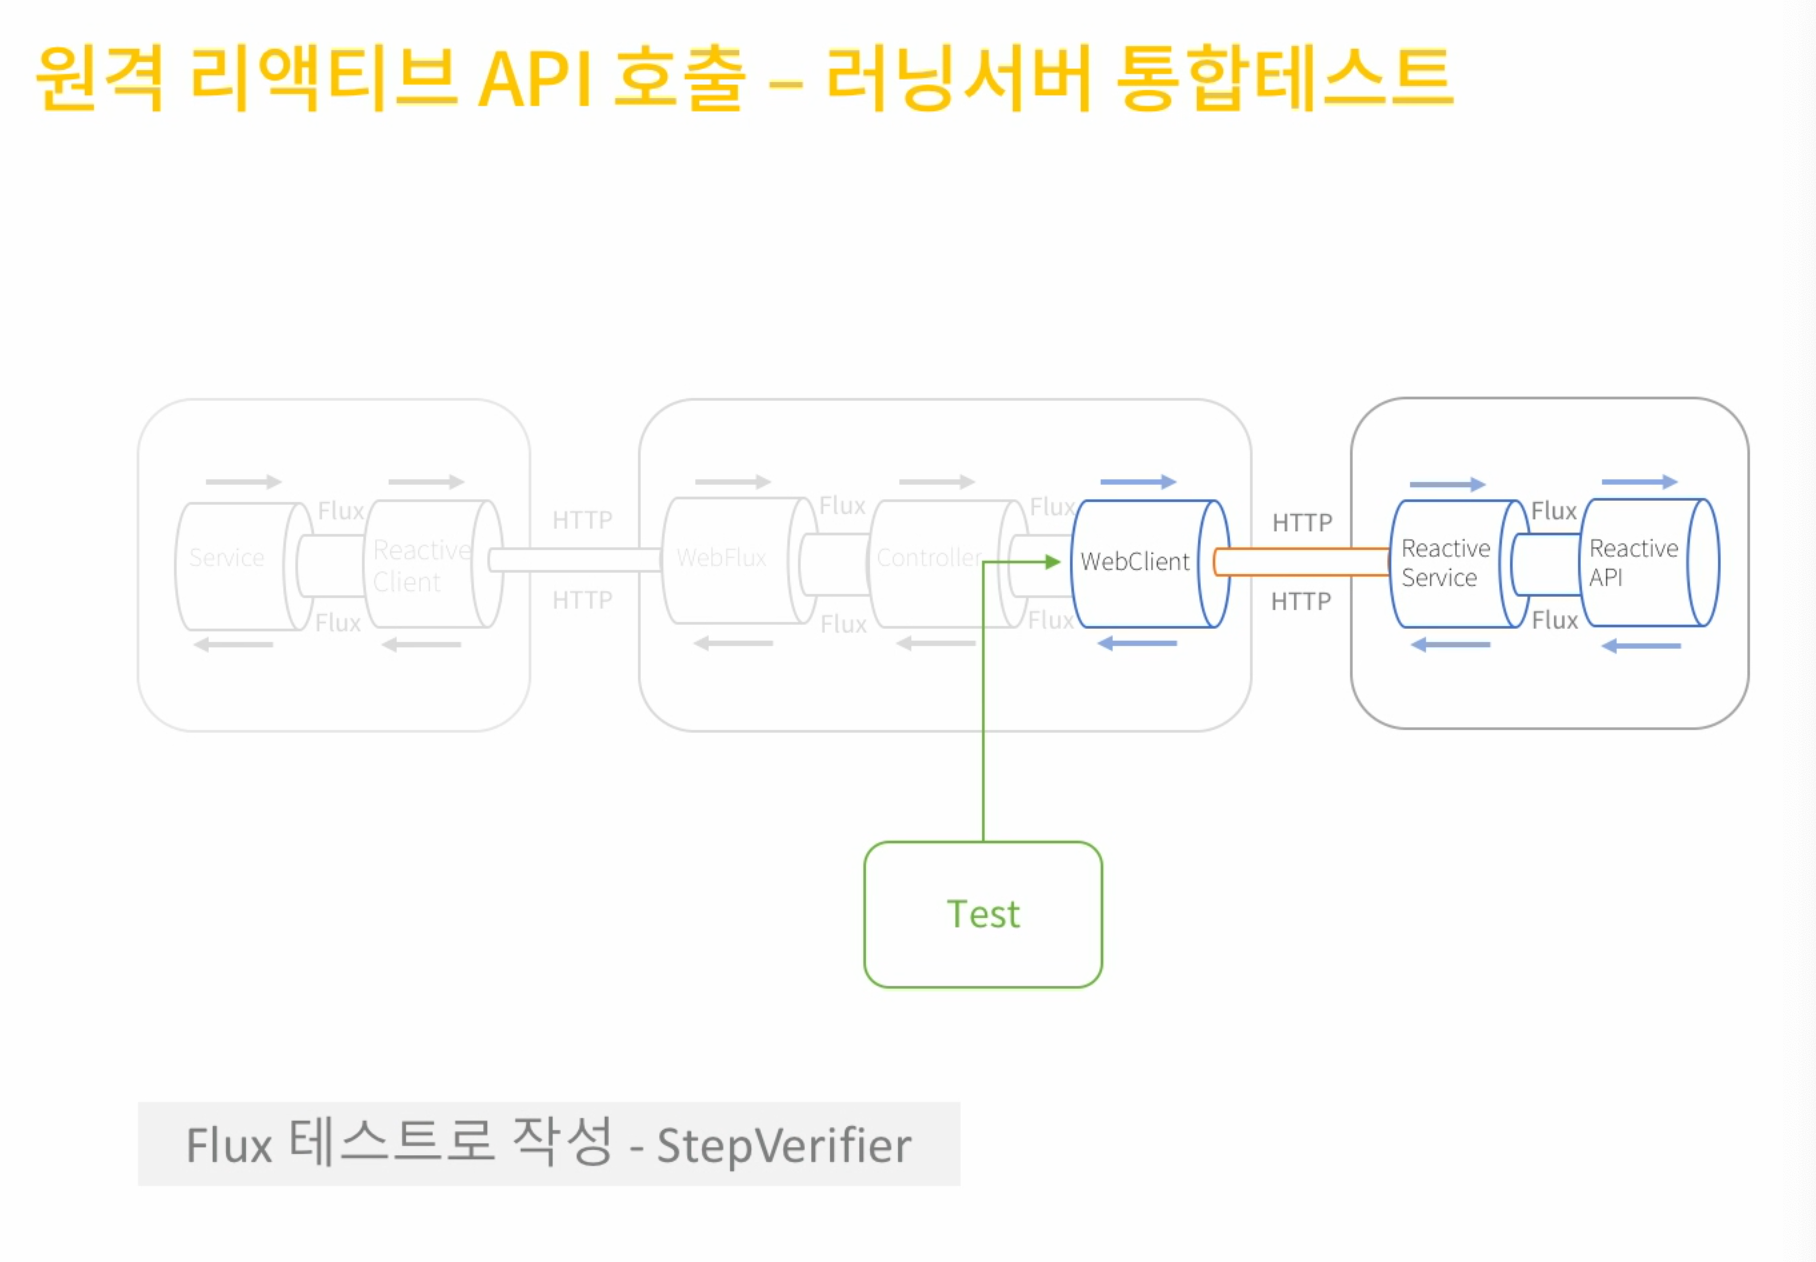 원격 리액티브 API 호출 – 러닝서버 통합테스트
Service
Flux
Flux
Reactive
Client
HTTP
HTTP
WebFlux
Flux
Flux
Controller
Flux
Flux
WebClient
HTTP
HTTP
Reactive
Service
Flux
Flux
Reactive
API
Test
Flux 테스트로 작성 - StepVerifier